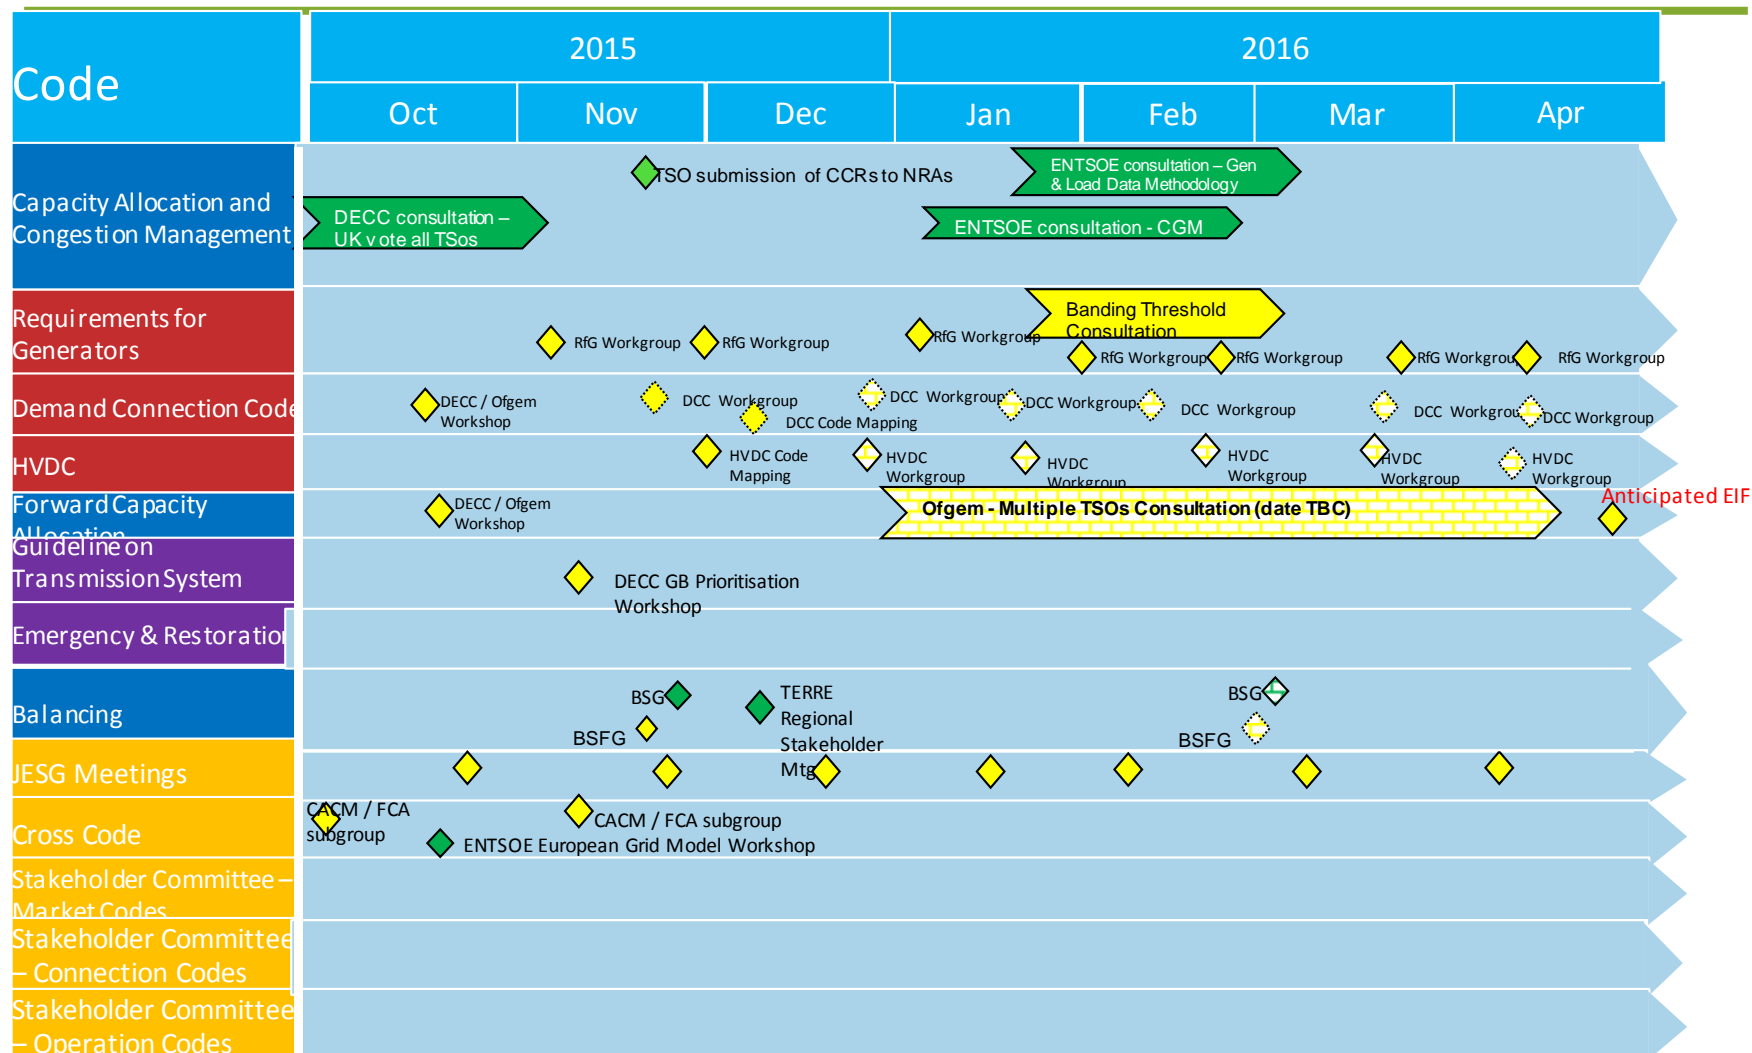 Code
2015
2016
Oct
Nov
Dec
Jan
Feb
Mar
Apr
Capacity Allocation and
Congestion Management
TSO submission of CCRs to NRAs
ENTSOE consultation – Gen
& Load Data Methodology
DECC consultation –
UK vote all TSos
ENTSOE consultation - CGM
Requirements for
Generators
Banding Threshold
Consultation
RfG Workgroup
RfG Workgroup
RfG Workgroup
RfG Workgroup
RfG Workgroup
RfG Workgroup
RfG Workgroup
Demand Connection Code
DECC / Ofgem
Workshop
DCC Workgroup
DCC Code Mapping
DCC Workgroup
DCC Workgroup
DCC Workgroup
DCC Workgroup
DCC Workgroup
HVDC
HVDC Code
Mapping
HVDC
Workgroup
HVDC
Workgroup
HVDC
Workgroup
HVDC
Workgroup
HVDC
Workgroup
Forward Capacity
Allocation
DECC / Ofgem
Workshop
Ofgem - Multiple TSOs Consultation (date TBC)
Anticipated EIF
Guideline on
Transmission System
DECC GB Prioritisation
Workshop
Emergency & Restoration
Balancing
BSG
BSFG
TERRE
Regional
Stakeholder
Mtg
BSG
BSFG
JESG Meetings
Cross Code
CACM / FCA
subgroup
CACM / FCA subgroup
ENTSOE European Grid Model Workshop
Stakeholder Committee –
Market Codes
Stakeholder Committee
– Connection Codes
Stakeholder Committee
– Operation Codes